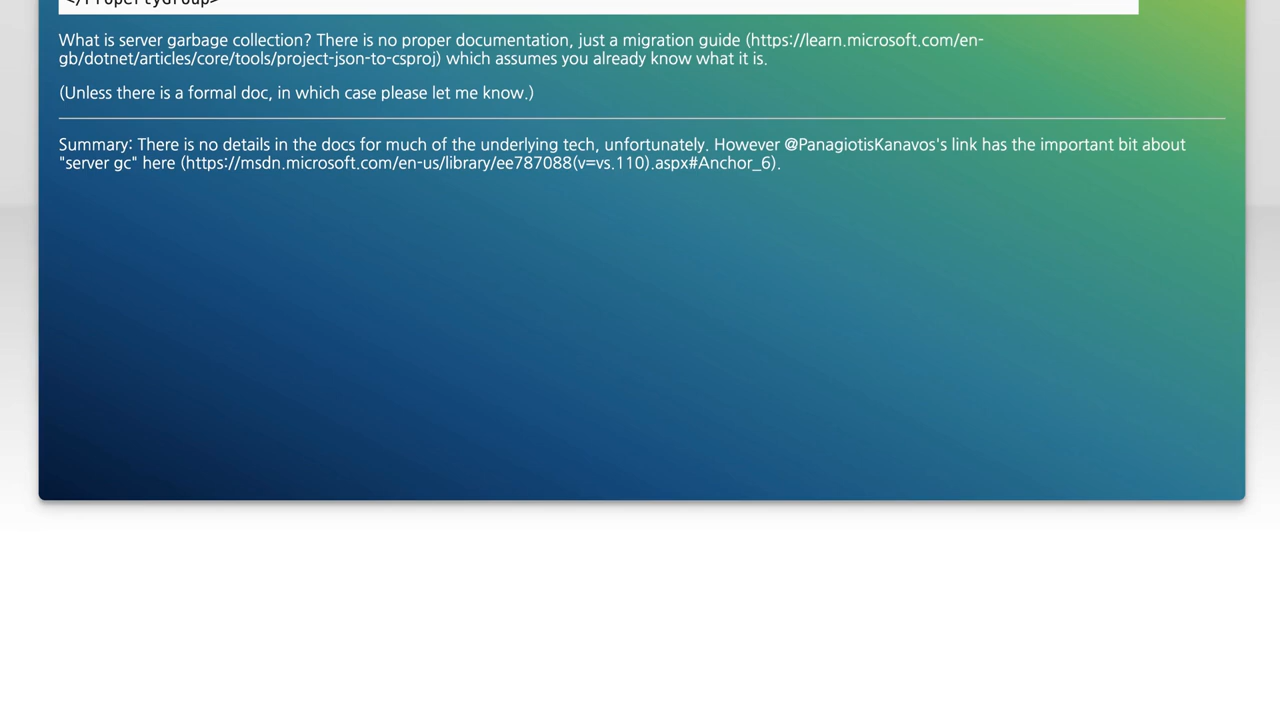 </PropertyGroup>
What is server garbage collection? There is no proper documentation, just a migration guide (https://learn.microsoft.com/en-
gb/dotnet/articles/core/tools/project-json-to-csproj) which assumes you already know what it is.
(Unless there is a formal doc, in which case please let me know.)
Summary: There is no details in the docs for much of the underlying tech, unfortunately. However @PanagiotisKanavos's link has the important bit about
"server gc" here (https://msdn.microsoft.com/en-us/library/ee787088(v=vs.110).aspx#Anchor_6).